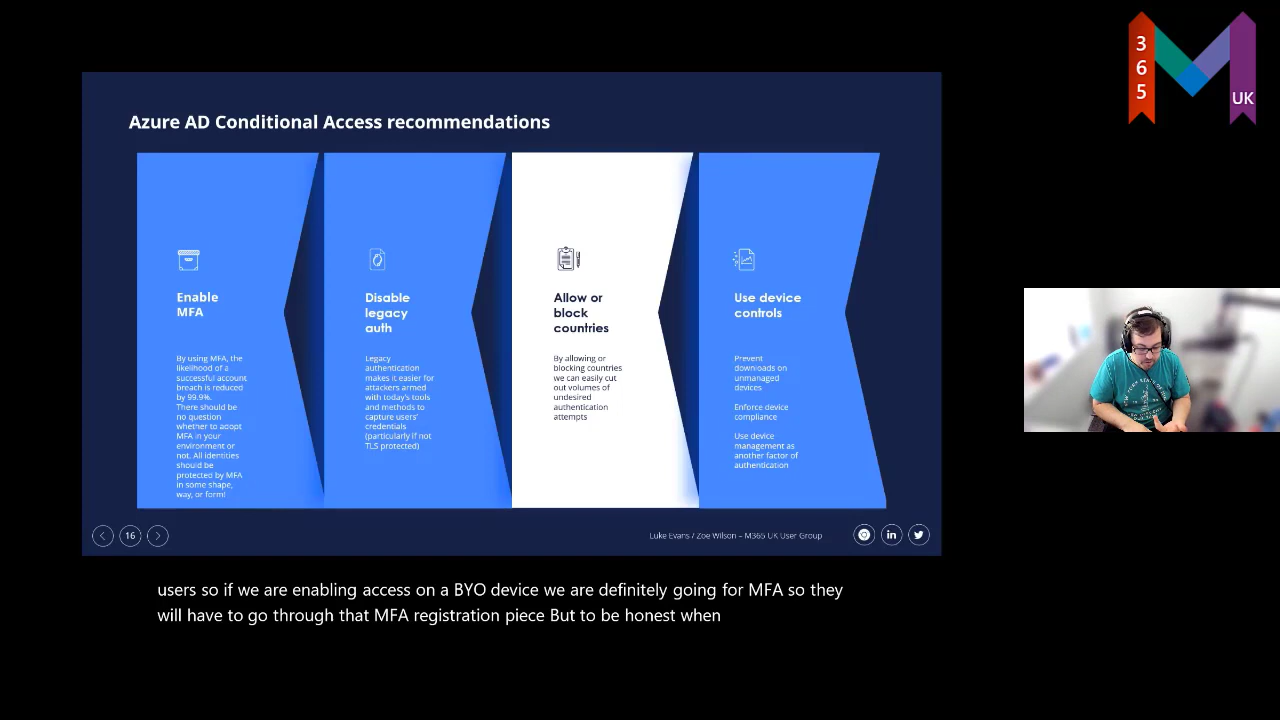 3
6
5
UK
Azure AD Conditional Access recommendations
Enable
MFA
By using MFA, the
likelihood of a
successful account
breach is reduced
by 99.9%.
There should be
no question
whether to adopt
MFA in your
environment or
not. All identities
should be
protected by MFA
in some shape,
way, or form!
Disable
legacy
auth
Legacy
authentication
makes it easier for
attackers armed
with today's tools
and methods to
capture users'
credentials
(particularly if not
TLS protected)
Allow or
block
countries
By allowing or
blocking countries
we can easily cut
out volumes of
undesired
authentication
attempts
Use device
controls
Prevent
downloads on
unmanaged
devices
Enforce device
compliance
Use device
management as
another factor of
authentication
16
Luke Evans / Zoe Wilson – M365 UK User Group
in
users so if we are enabling access on a BYO device we are definitely going for MFA so they
will have to go through that MFA registration piece But to be honest when